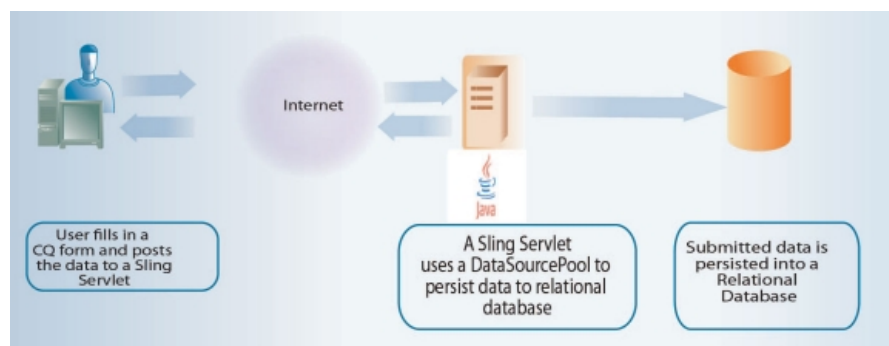 Internet
Java
User fills in a
CQ form and posts
the data to a Sling
Servlet
A Sling Servlet
uses a DataSourcePool to
persist data to relational
database
Submitted data is
persisted into a
Relational
Database